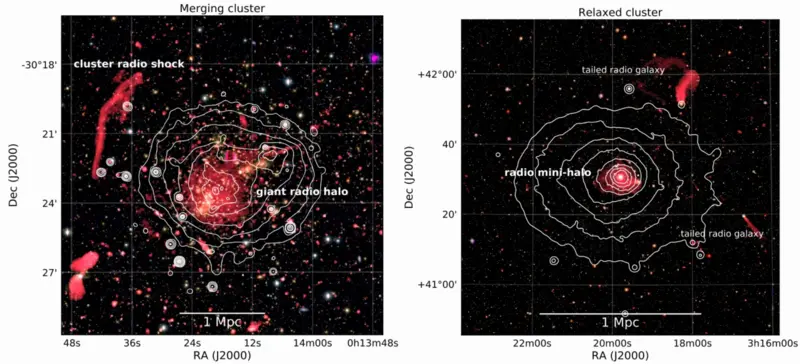 Merging cluster
cluster radio shock
giant radio halo
1 Mpc
-30°18'
21'
24'
27'
Dec (J2000)
48s 36s 24s 12s 14m00s 0h13m48s
RA (J2000)
Relaxed cluster
tailed radio galaxy
radio mini-halo
tailed radio galaxy
1 Mpc
+42°00'
40'
20'
+41°00'
Dec (J2000)
22m00s 20m00s 18m00s 3h16m00s
RA (J2000)